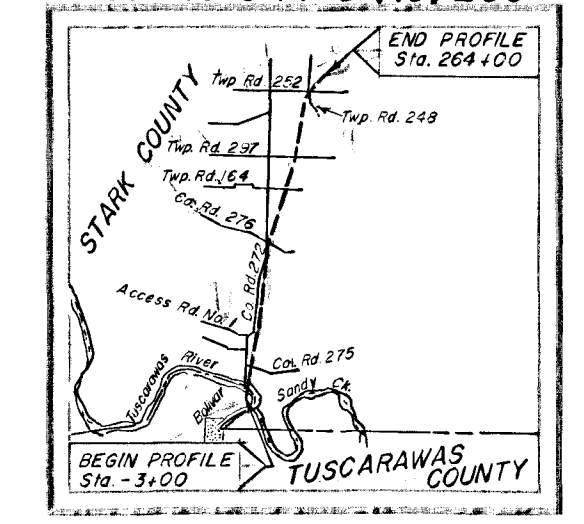 END PROFILE
Sta. 264+00
Twp Rd. 252
Twp. Rd. 248
STARK COUNTY
Twp. Rd. 297
Twp. Rd. 164
Co. Rd. 276
Co. Rd. 272
Access Rd. No. 1
Co. Rd. 275
Tuscarawas River
Sandy Ck.
Bolivar
BEGIN PROFILE
Sta. -3+00
TUSCARAWAS
COUNTY